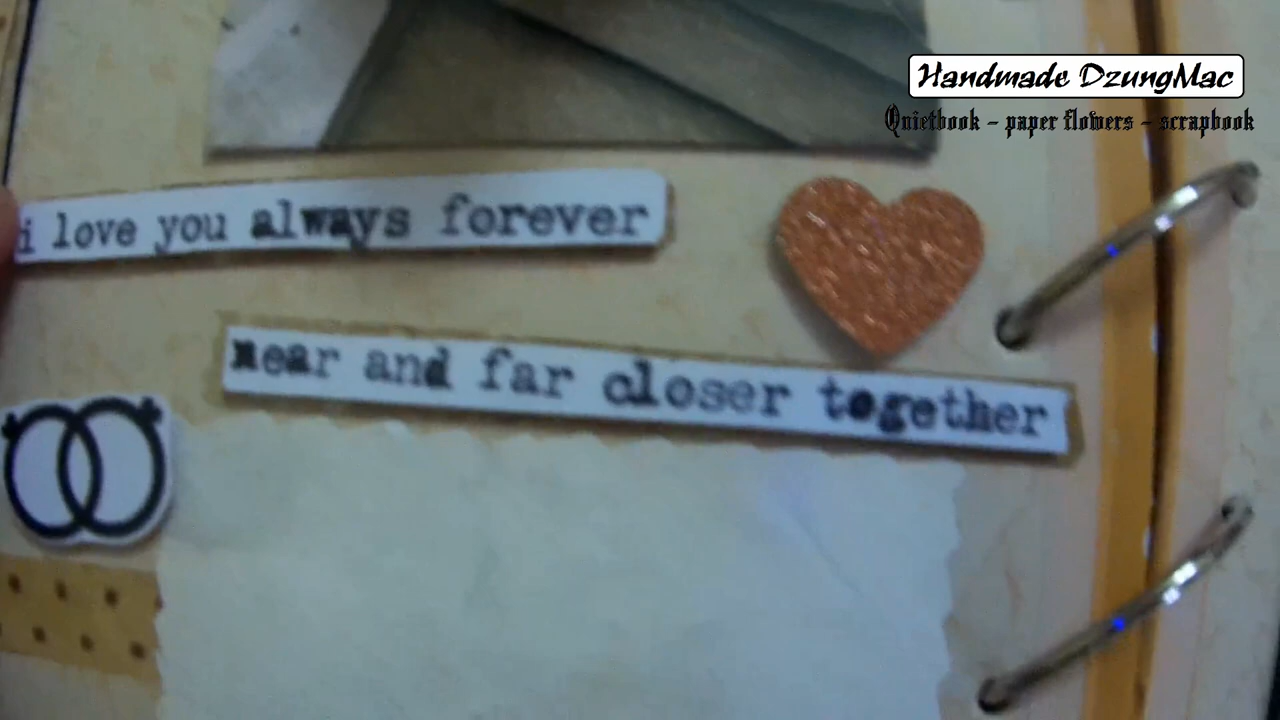 Handmade DzungMac
Quietbook - paper flowers - scrapbook
i love you always forever
near and far closer together